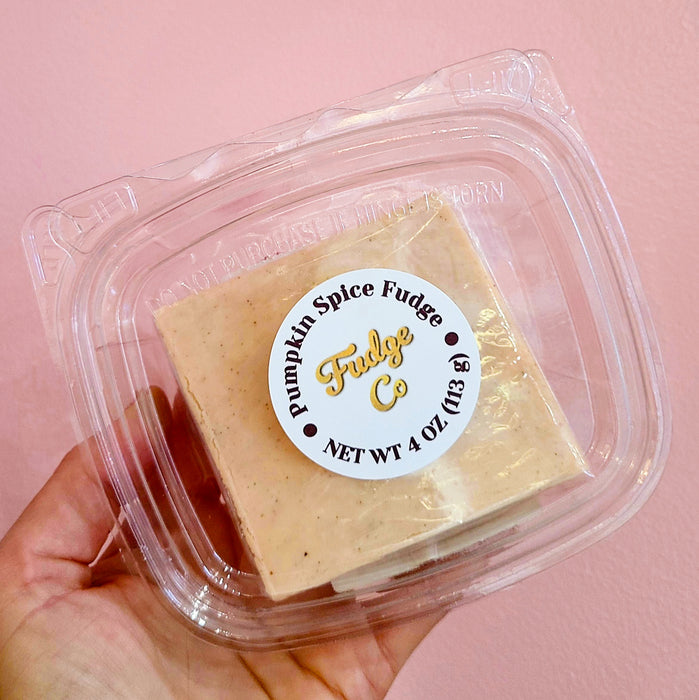 DO NOT PURCHASE IF HINGE IS TORN
Pumpkin Spice Fudge
Fudge
Co
NET WT 4 OZ (113 g)